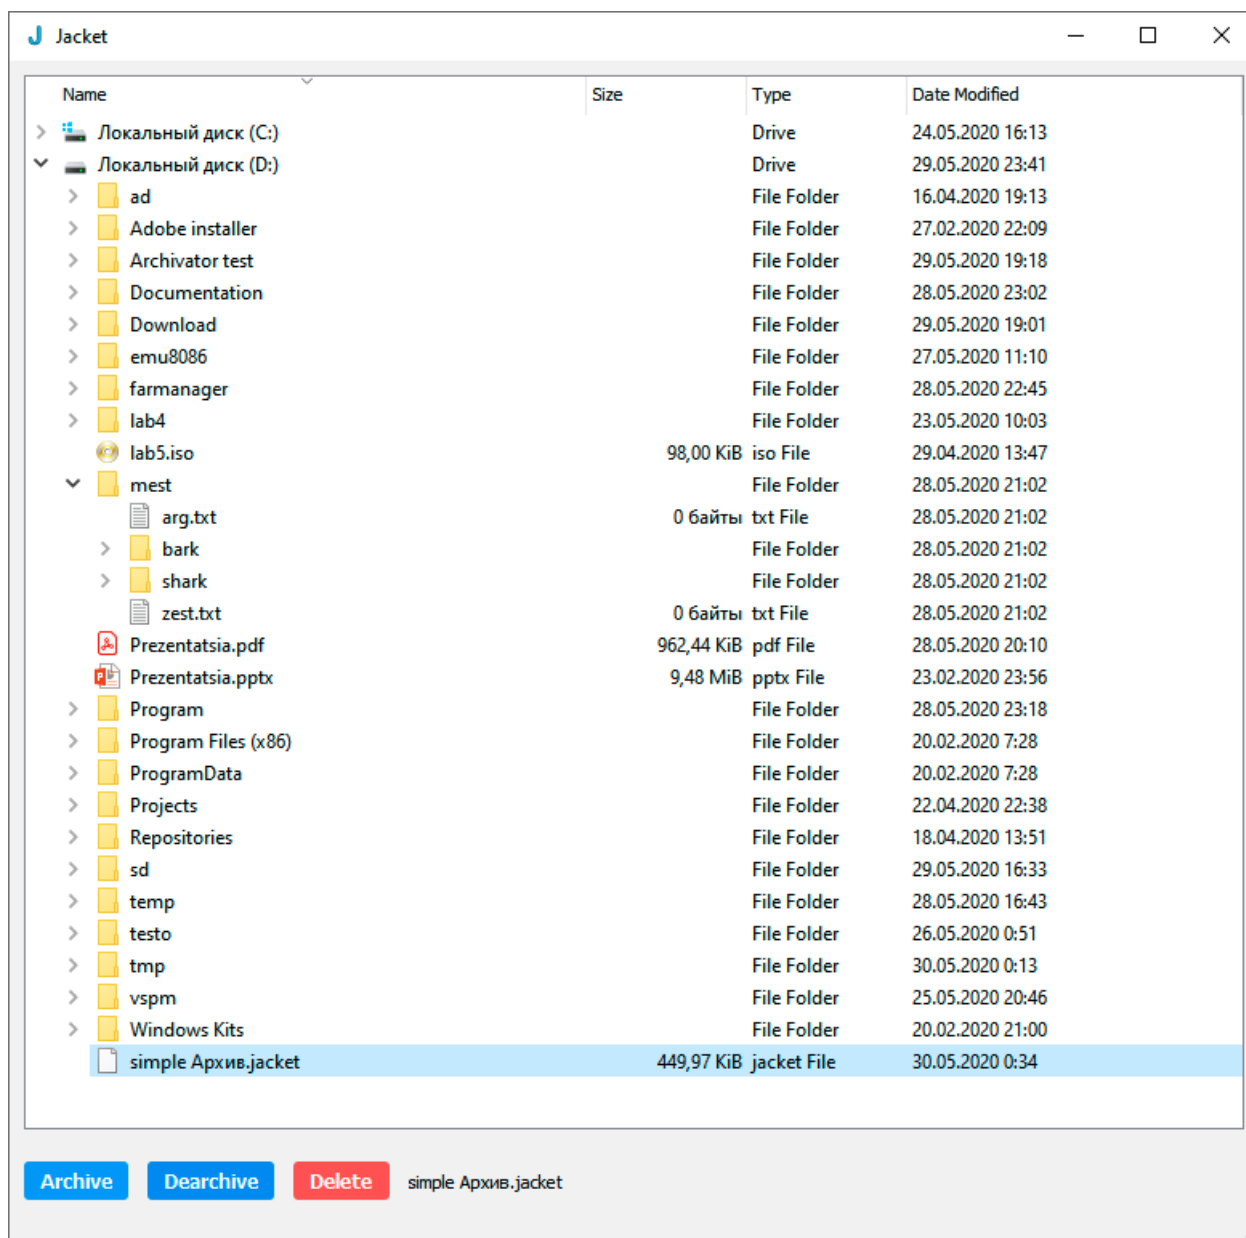 Jacket
Name Size Type Date Modified
Локальный диск (C:) Drive 24.05.2020 16:13
Локальный диск (D:) Drive 29.05.2020 23:41
ad File Folder 16.04.2020 19:13
Adobe installer File Folder 27.02.2020 22:09
Archivator test File Folder 29.05.2020 19:18
Documentation File Folder 28.05.2020 23:02
Download File Folder 29.05.2020 19:01
emu8086 File Folder 27.05.2020 11:10
farmanager File Folder 28.05.2020 22:45
lab4 File Folder 23.05.2020 10:03
lab5.iso 98,00 KiB iso File 29.04.2020 13:47
mest File Folder 28.05.2020 21:02
arg.txt 0 байты txt File 28.05.2020 21:02
bark File Folder 28.05.2020 21:02
shark File Folder 28.05.2020 21:02
zest.txt 0 байты txt File 28.05.2020 21:02
Prezentatsia.pdf 962,44 KiB pdf File 28.05.2020 20:10
Prezentatsia.pptx 9,48 MiB pptx File 23.02.2020 23:56
Program File Folder 28.05.2020 23:18
Program Files (x86) File Folder 20.02.2020 7:28
ProgramData File Folder 20.02.2020 7:28
Projects File Folder 22.04.2020 22:38
Repositories File Folder 18.04.2020 13:51
sd File Folder 29.05.2020 16:33
temp File Folder 28.05.2020 16:43
testo File Folder 26.05.2020 0:51
tmp File Folder 30.05.2020 0:13
vspm File Folder 25.05.2020 20:46
Windows Kits File Folder 20.02.2020 21:00
simple Архив.jacket 449,97 KiB jacket File 30.05.2020 0:34
Archive Dearchive Delete simple Архив.jacket